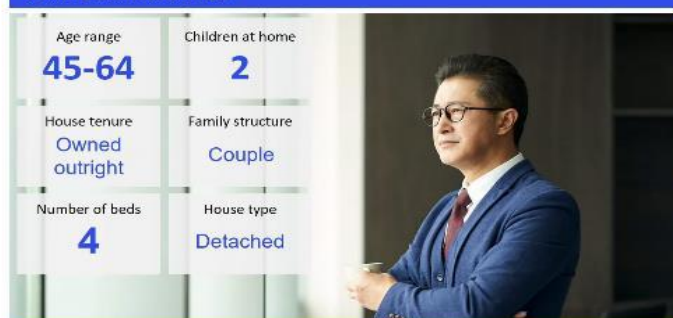 Age range
Children at home
45-64
2
House tenure
Family structure
Owned
outright
Couple
Number of beds
House type
4
Detached